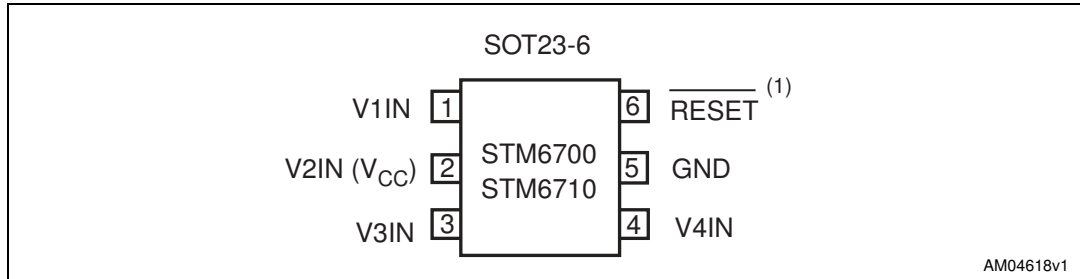 SOT23-6
V1IN 1 6 RESET (1)
V2IN (VCC) 2 STM6700 5 GND
STM6710
V3IN 3 4 V4IN
AM04618v1